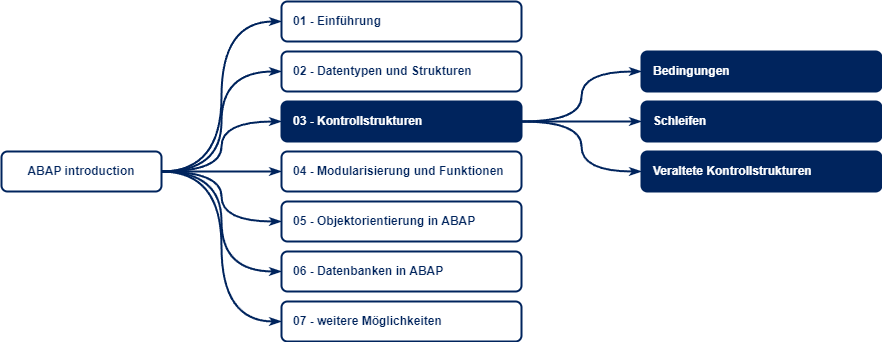 ABAP introduction
01 - Einführung
02 - Datentypen und Strukturen
03 - Kontrollstrukturen
04 - Modularisierung und Funktionen
05 - Objektorientierung in ABAP
06 - Datenbanken in ABAP
07 - weitere Möglichkeiten
Bedingungen
Schleifen
Veraltete Kontrollstrukturen